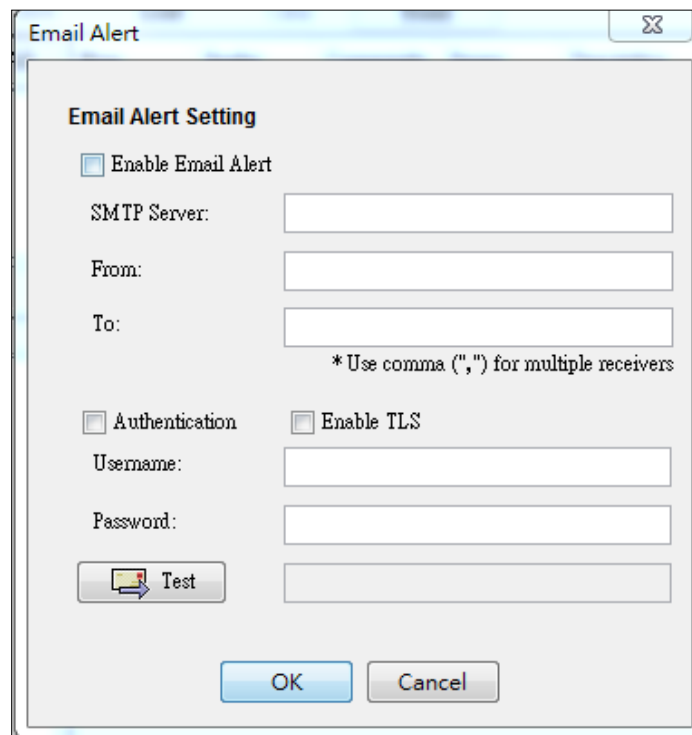 Email Alert
Email Alert Setting
Enable Email Alert
SMTP Server:
From:
To:
* Use comma (",") for multiple receivers
Authentication Enable TLS
Username:
Password:
Test
OK Cancel